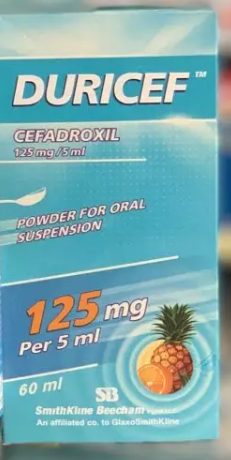 DURICEF™
CEFADROXIL
125 mg / 5 ml
POWDER FOR ORAL
SUSPENSION
125 mg
Per 5 ml
60 ml
SB
SmithKline Beecham
An affiliated co. to GlaxoSmithKline